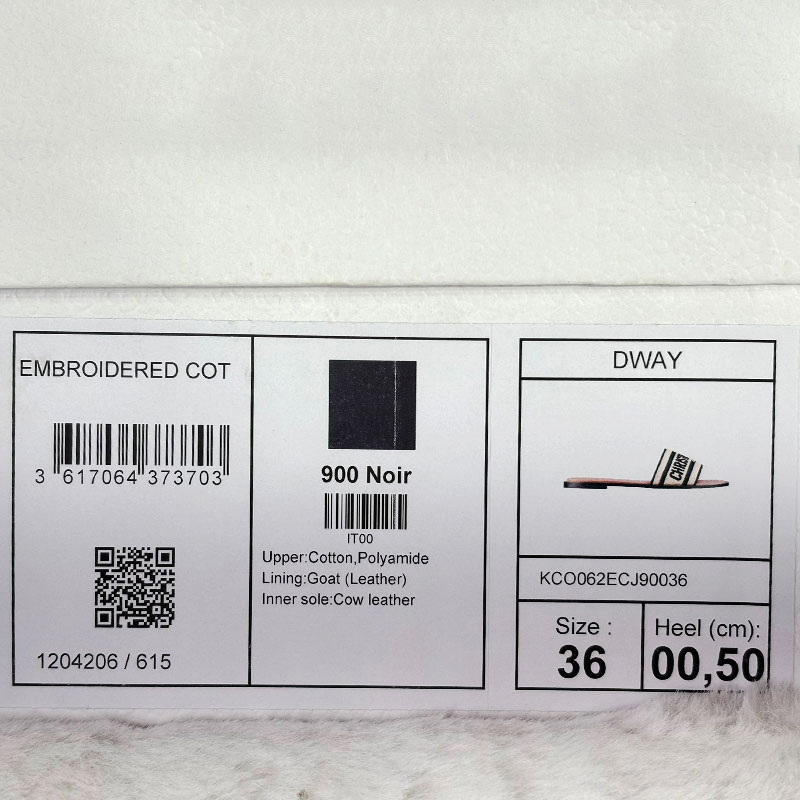 EMBROIDERED COT
3 617064 373703
1204206 / 615
900 Noir
IT00
Upper:Cotton,Polyamide
Lining:Goat (Leather)
Inner sole:Cow leather
DWAY
CHRIST
KCO062ECJ90036
Size :
36
Heel (cm):
00,50